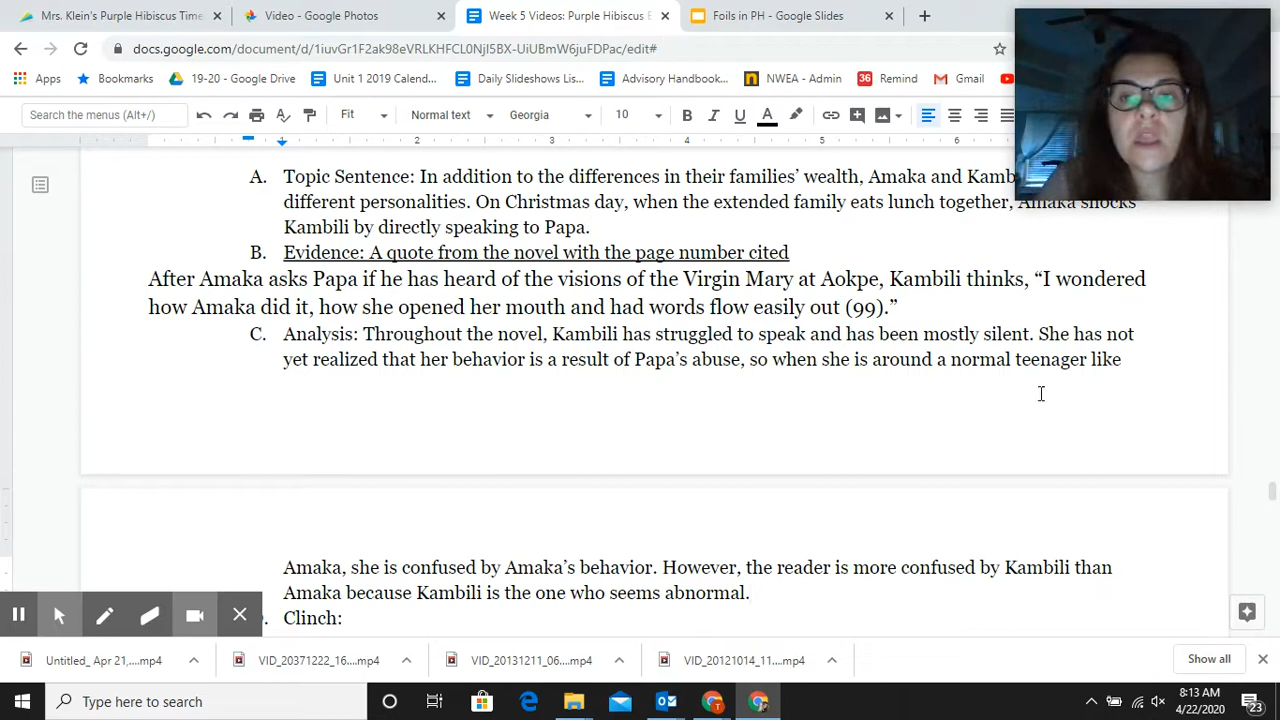 Mrs. Klein's Purple Hibiscus Tim
Video - Google Photos
Week 5 Videos: Purple Hibiscus E
Foils in PH - Google Slides
docs.google.com/document/d/1iuvGr1F2ak98eVRLKHFCL0NjI5BX-UiUBmW6juFDPac/edit#
Apps
Bookmarks
19-20 - Google Drive
Unit 1 2019 Calend...
Daily Slideshows Lis...
Advisory Handbook...
NWEA - Admin
36 Remind
Gmail
Search the menus (Alt+/)
Fit
Normal text
Georgia
10
B I U A
2 3 4 5 6
A. Topic Sentence: In addition to the differences in their families' wealth, Amaka and Kamb
different personalities. On Christmas day, when the extended family eats lunch together, Amaka shocks
Kambili by directly speaking to Papa.
B. Evidence: A quote from the novel with the page number cited
After Amaka asks Papa if he has heard of the visions of the Virgin Mary at Aokpe, Kambili thinks, “I wondered
how Amaka did it, how she opened her mouth and had words flow easily out (99).”
C. Analysis: Throughout the novel, Kambili has struggled to speak and has been mostly silent. She has not
yet realized that her behavior is a result of Papa's abuse, so when she is around a normal teenager like
Amaka, she is confused by Amaka's behavior. However, the reader is more confused by Kambili than
Amaka because Kambili is the one who seems abnormal.
Clinch:
Untitled_ Apr 21,....mp4
VID_20371222_16....mp4
VID_20131211_06....mp4
VID_20121014_11....mp4
Show all
Type here to search
8:13 AM
4/22/2020
23